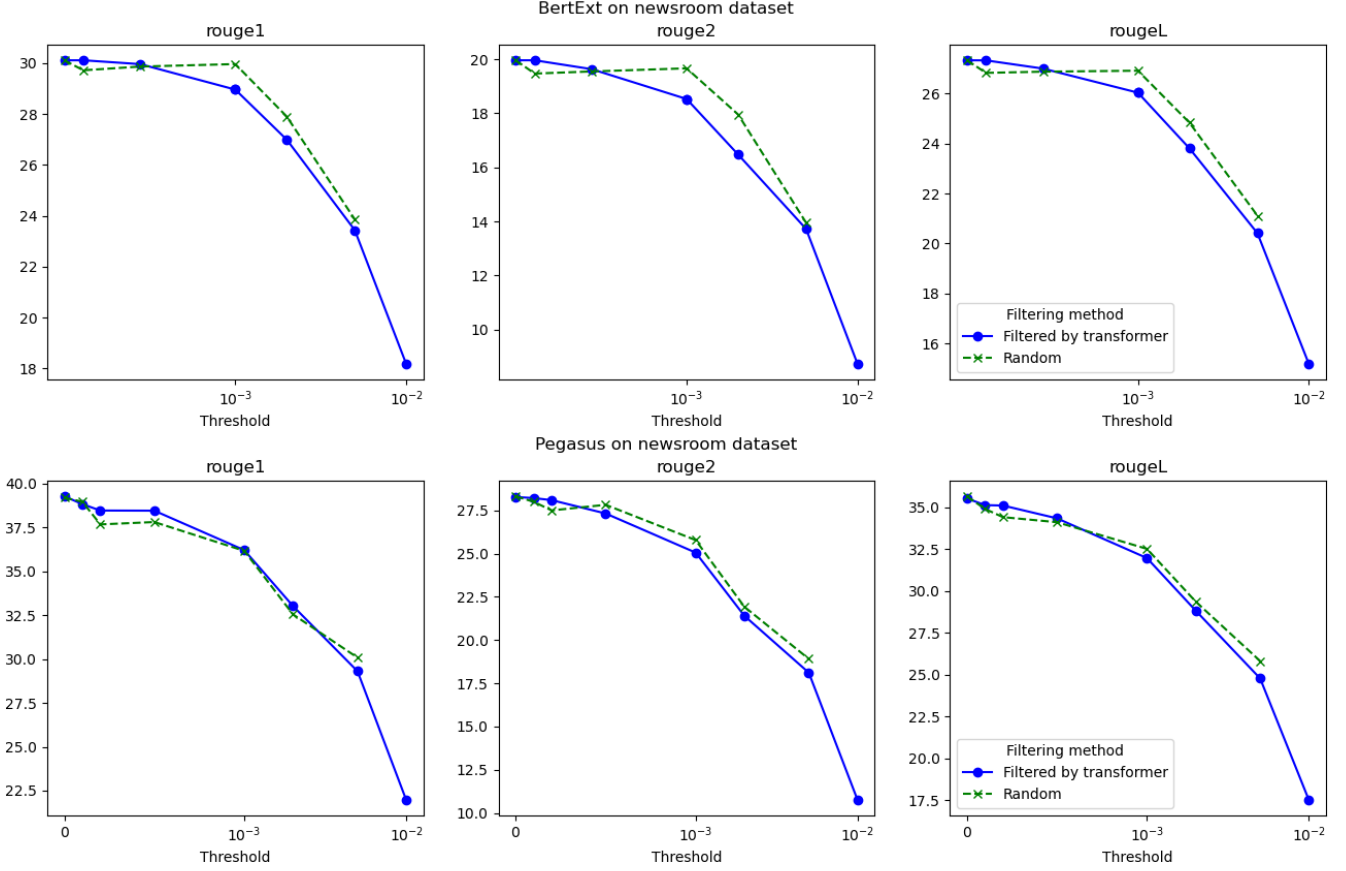 BertExt on newsroom dataset
rouge1
rouge2
rougeL
30
28
26
24
22
20
18
20
18
16
14
12
10
26
24
22
20
18
16
10⁻³
10⁻²
10⁻³
10⁻²
10⁻³
10⁻²
Threshold
Threshold
Threshold
Filtering method
Filtered by transformer
Random
Pegasus on newsroom dataset
rouge1
rouge2
rougeL
40.0
37.5
35.0
32.5
30.0
27.5
25.0
22.5
27.5
25.0
22.5
20.0
17.5
15.0
12.5
10.0
35.0
32.5
30.0
27.5
25.0
22.5
20.0
17.5
0
10⁻³
10⁻²
0
10⁻³
10⁻²
0
10⁻³
10⁻²
Threshold
Threshold
Threshold
Filtering method
Filtered by transformer
Random